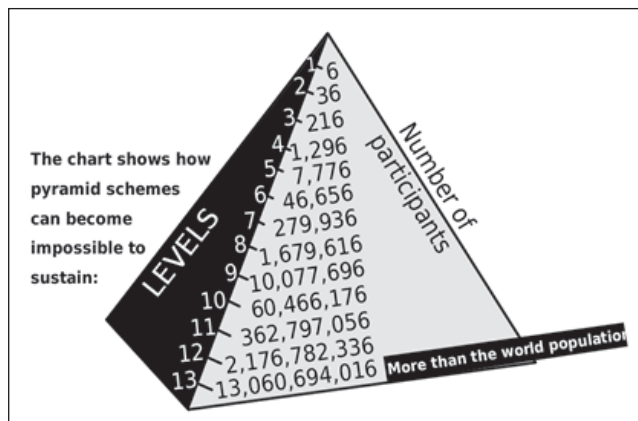 The chart shows how
pyramid schemes
can become
impossible to
sustain:
LEVELS
Number of
participants
1 6
2 36
3 216
4 1,296
5 7,776
6 46,656
7 279,936
8 1,679,616
9 10,077,696
10 60,466,176
11 362,797,056
12 2,176,782,336
13 13,060,694,016
More than the world population